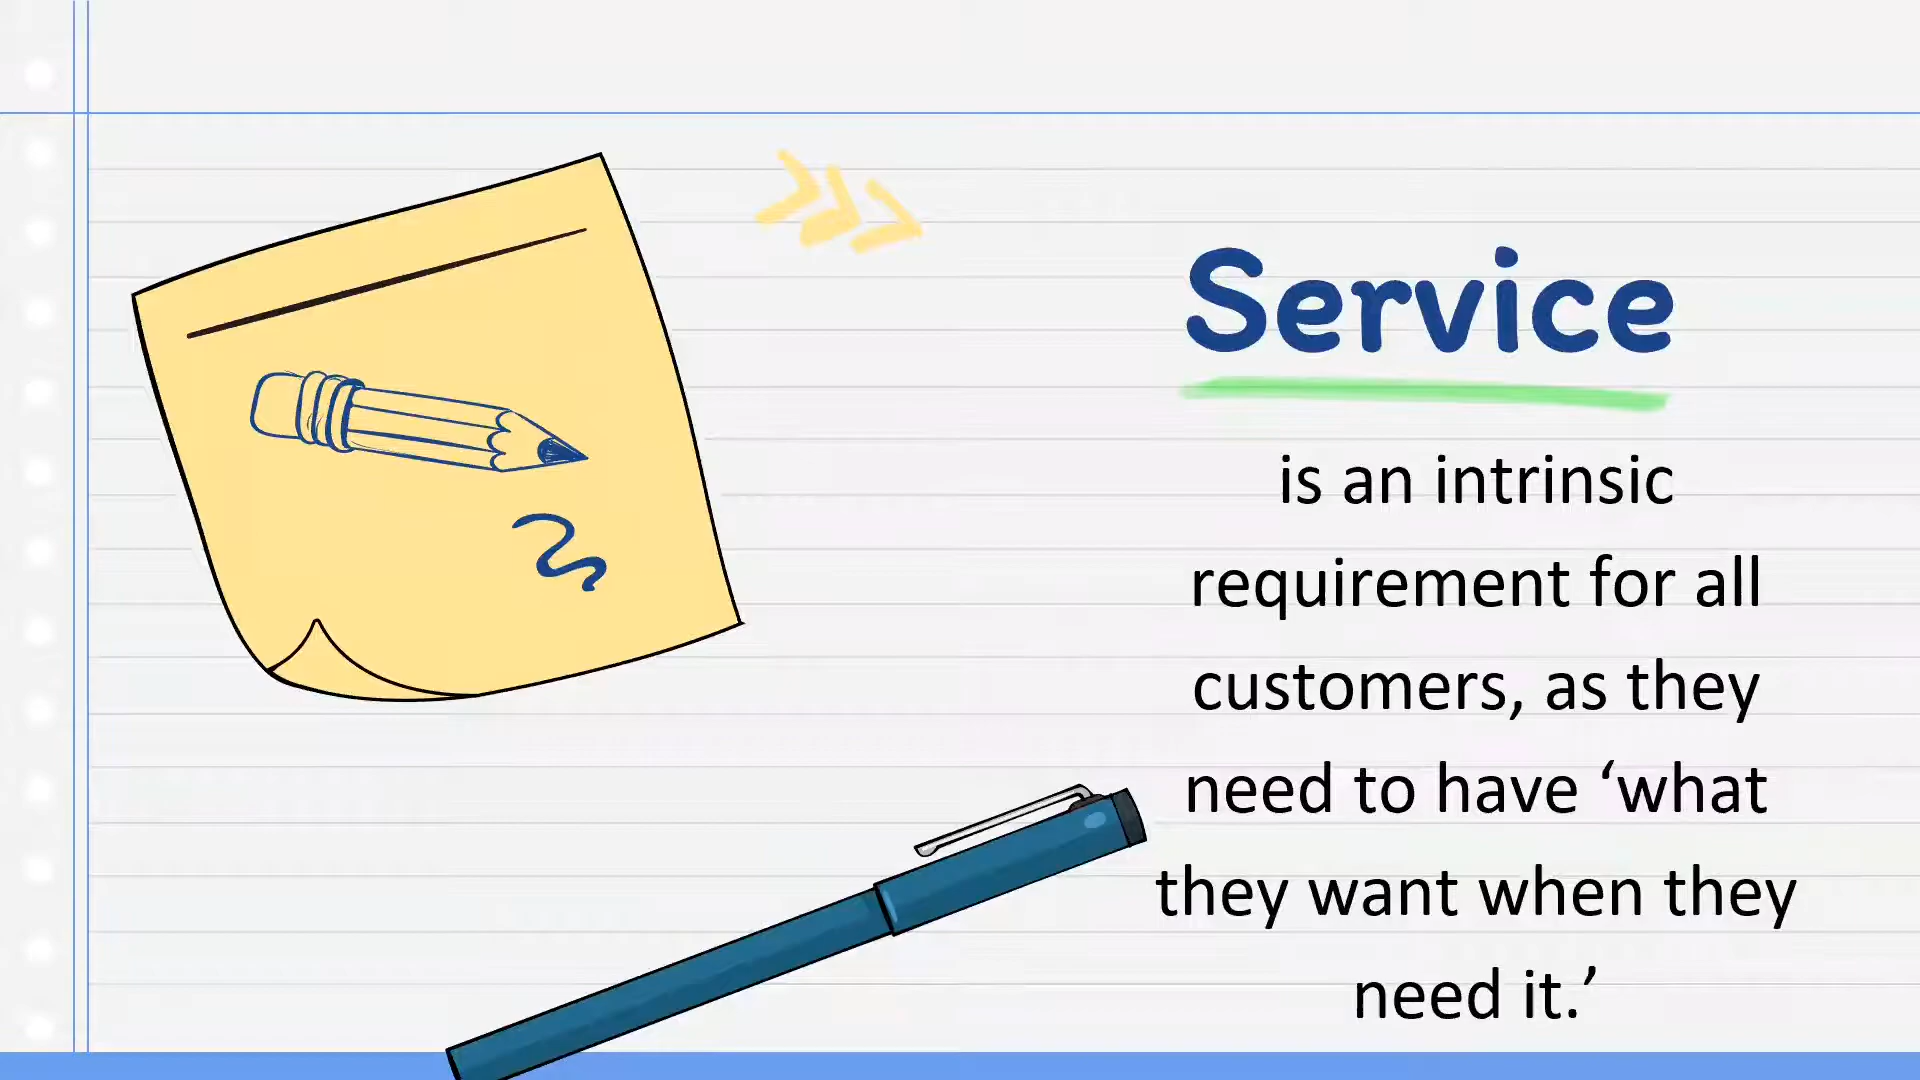 Service
is an intrinsic
requirement for all
customers, as they
need to have ‘what
they want when they
need it.’